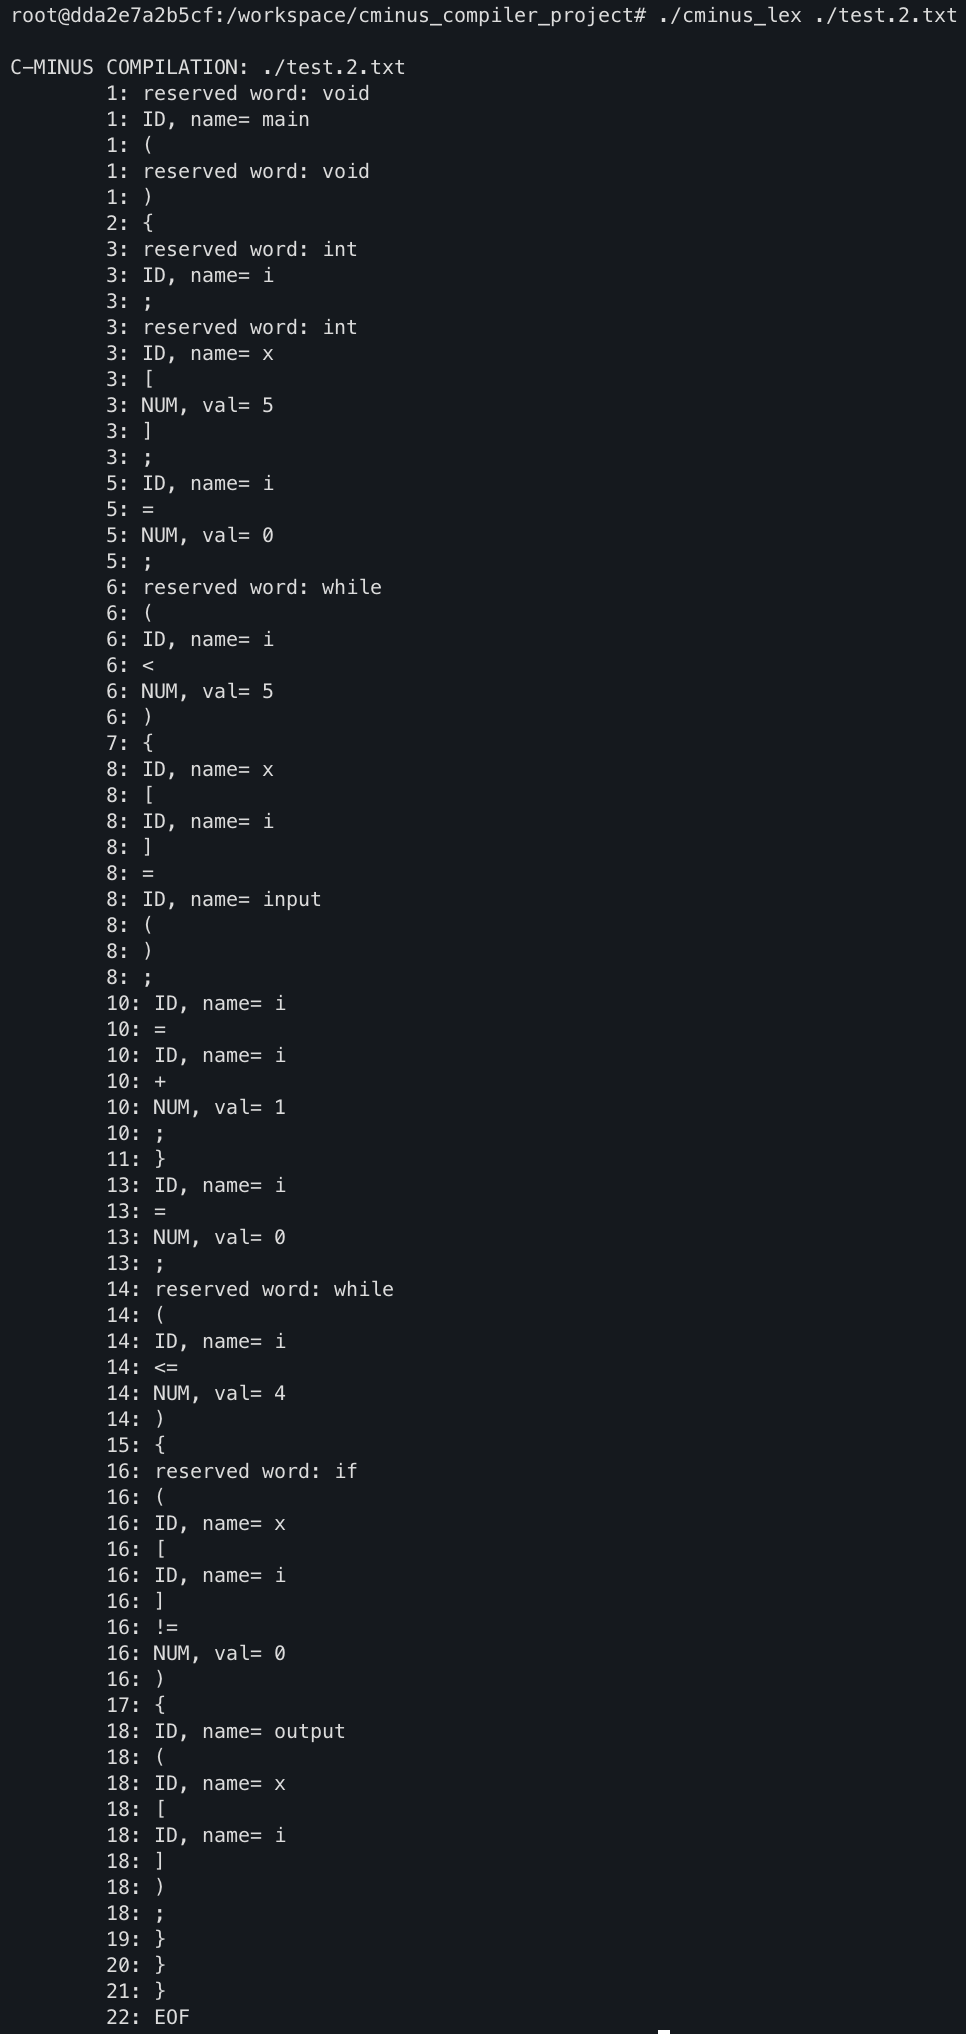 root@dda2e7a2b5cf:/workspace/cminus_compiler_project# ./cminus_lex ./test.2.txt
C-MINUS COMPILATION: ./test.2.txt
1: reserved word: void
1: ID, name= main
1: (
1: reserved word: void
1: )
2: {
3: reserved word: int
3: ID, name= i
3: ;
3: reserved word: int
3: ID, name= x
3: [
3: NUM, val= 5
3: ]
3: ;
5: ID, name= i
5: =
5: NUM, val= 0
5: ;
6: reserved word: while
6: (
6: ID, name= i
6: <
6: NUM, val= 5
6: )
7: {
8: ID, name= x
8: [
8: ID, name= i
8: ]
8: =
8: ID, name= input
8: (
8: )
8: ;
10: ID, name= i
10: =
10: ID, name= i
10: +
10: NUM, val= 1
10: ;
11: }
13: ID, name= i
13: =
13: NUM, val= 0
13: ;
14: reserved word: while
14: (
14: ID, name= i
14: <=
14: NUM, val= 4
14: )
15: {
16: reserved word: if
16: (
16: ID, name= x
16: [
16: ID, name= i
16: ]
16: !=
16: NUM, val= 0
16: )
17: {
18: ID, name= output
18: (
18: ID, name= x
18: [
18: ID, name= i
18: ]
18: )
18: ;
19: }
20: }
21: }
22: EOF